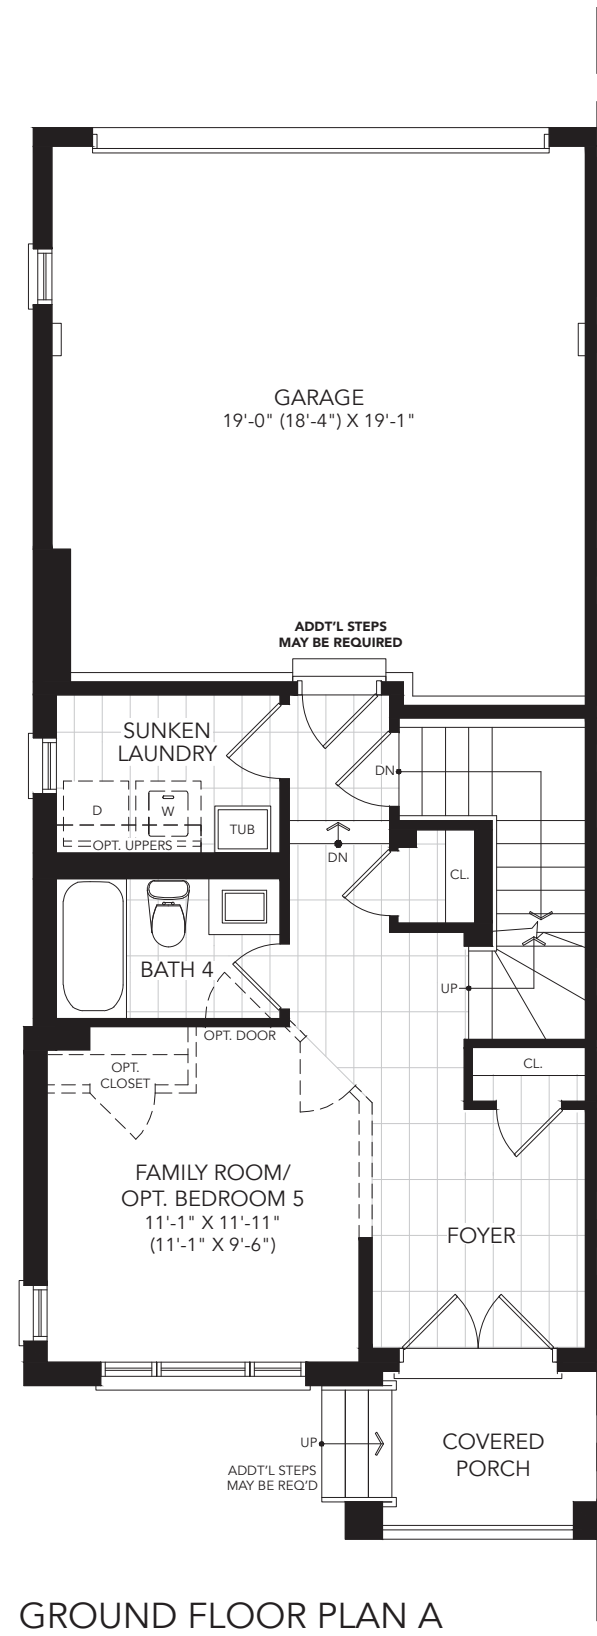 GARAGE
19'-0" (18'-4") X 19'-1"
ADDT'L STEPS
MAY BE REQUIRED
SUNKEN
LAUNDRY
DN
D
W
TUB
OPT. UPPERS
DN
CL.
BATH 4
UP
OPT. DOOR
OPT.
CLOSET
CL.
FAMILY ROOM/
OPT. BEDROOM 5
11'-1" X 11'-11"
(11'-1" X 9'-6")
FOYER
UP
COVERED
PORCH
ADDT'L STEPS
MAY BE REQ'D
GROUND FLOOR PLAN A